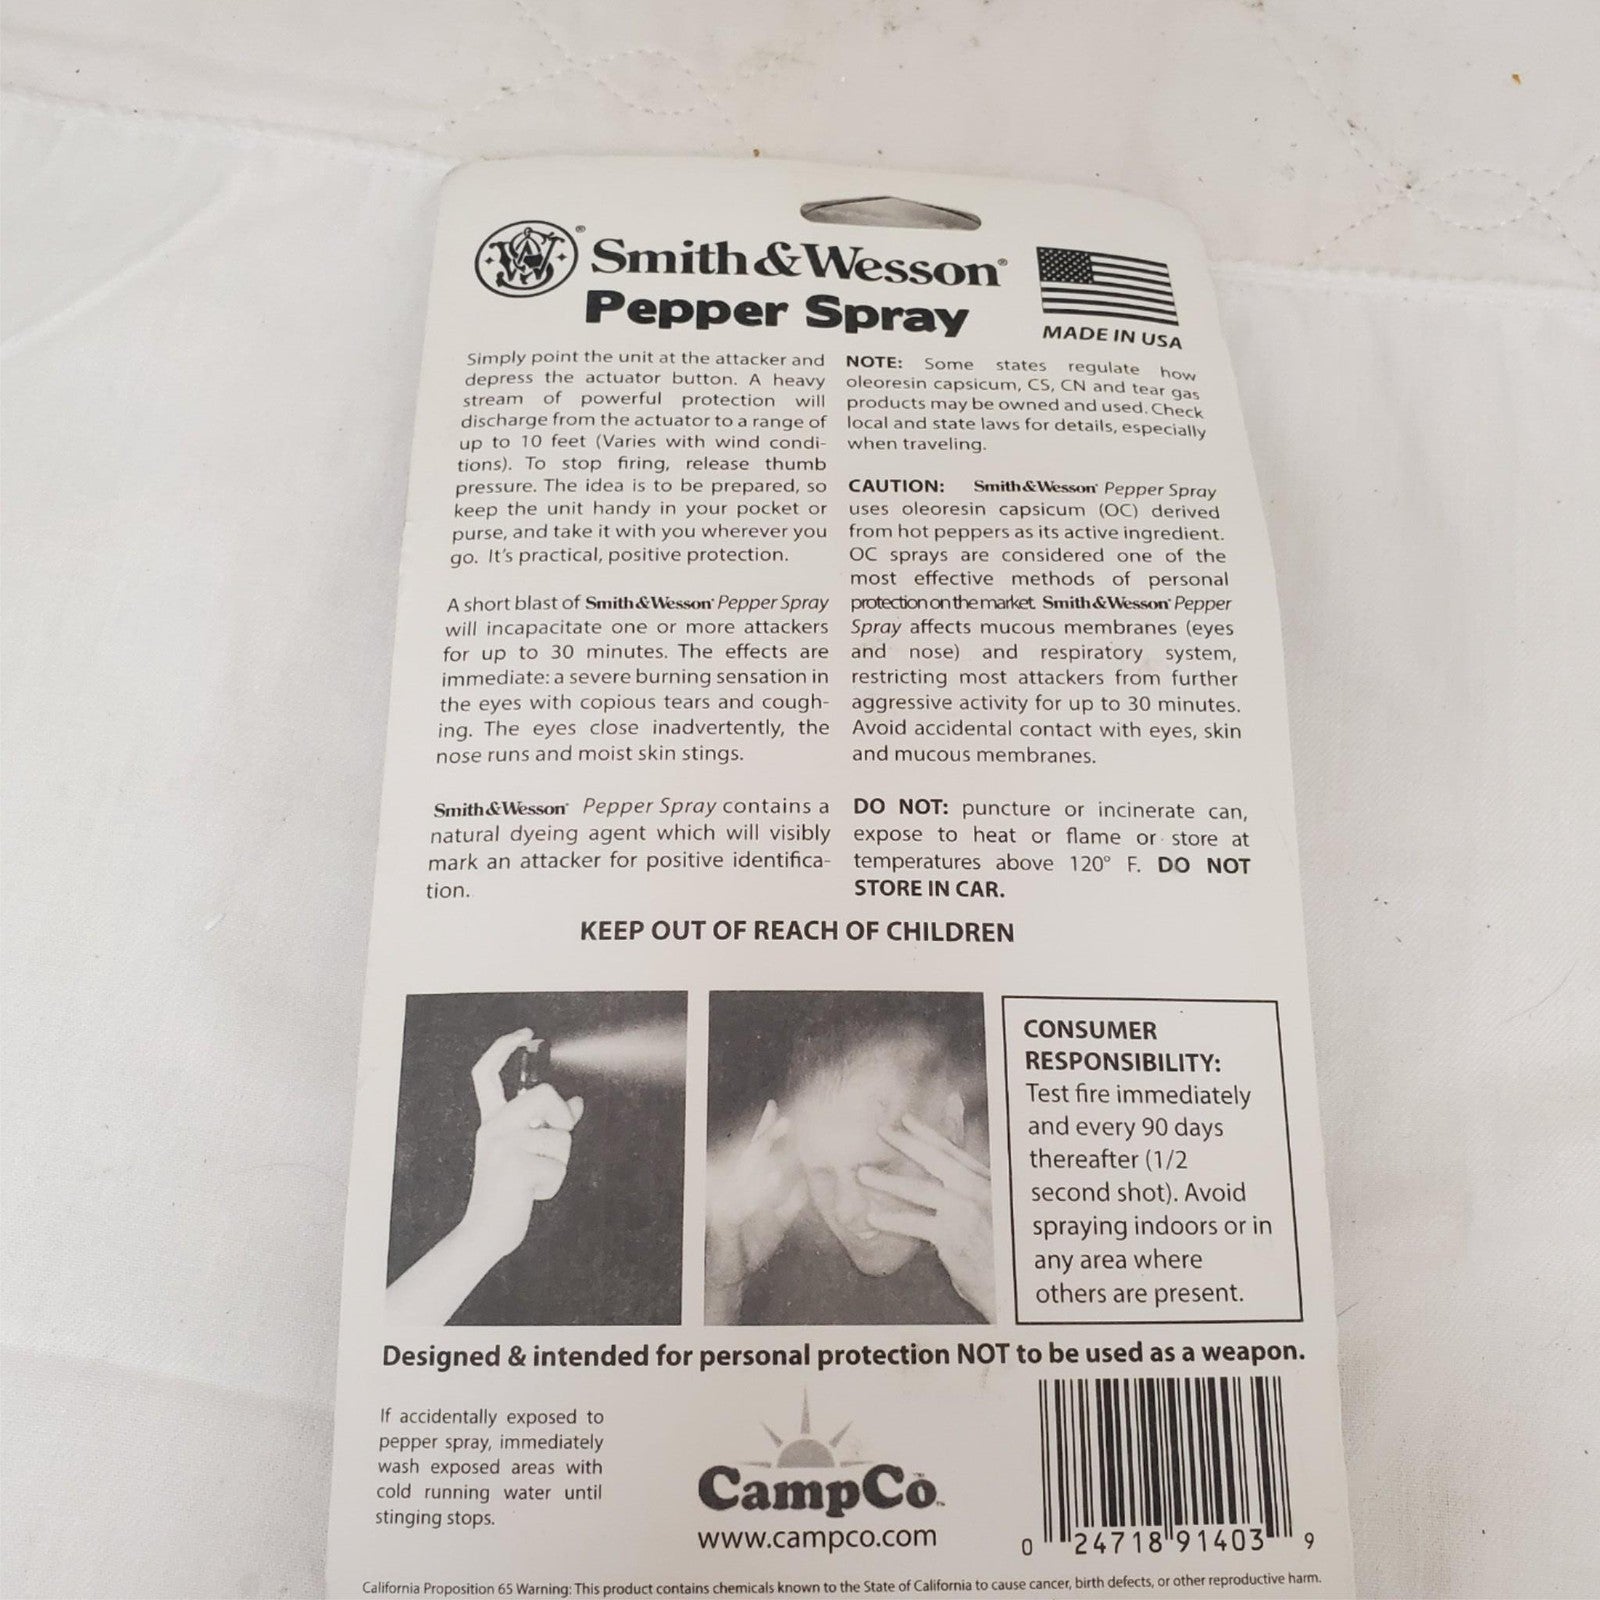 Smith & Wesson®
Pepper Spray
MADE IN USA
Simply point the unit at the attacker and
depress the actuator button. A heavy
stream of powerful protection will
discharge from the actuator to a range of
up to 10 feet (Varies with wind condi-
tions). To stop firing, release thumb
pressure. The idea is to be prepared, so
keep the unit handy in your pocket or
purse, and take it with you wherever you
go. It's practical, positive protection.
A short blast of Smith & Wesson® Pepper Spray
will incapacitate one or more attackers
for up to 30 minutes. The effects are
immediate: a severe burning sensation in
the eyes with copious tears and cough-
ing. The eyes close inadvertently, the
nose runs and moist skin stings.
Smith & Wesson® Pepper Spray contains a
natural dyeing agent which will visibly
mark an attacker for positive identifica-
tion.
NOTE: Some states regulate how
oleoresin capsicum, CS, CN and tear gas
products may be owned and used. Check
local and state laws for details, especially
when traveling.
CAUTION: Smith & Wesson® Pepper Spray
uses oleoresin capsicum (OC) derived
from hot peppers as its active ingredient.
OC sprays are considered one of the
most effective methods of personal
protection on the market. Smith & Wesson® Pepper
Spray affects mucous membranes (eyes
and nose) and respiratory system,
restricting most attackers from further
aggressive activity for up to 30 minutes.
Avoid accidental contact with eyes, skin
and mucous membranes.
DO NOT: puncture or incinerate can,
expose to heat or flame or store at
temperatures above 120° F. DO NOT
STORE IN CAR.
KEEP OUT OF REACH OF CHILDREN
CONSUMER
RESPONSIBILITY:
Test fire immediately
and every 90 days
thereafter (1/2
second shot). Avoid
spraying indoors or in
any area where
others are present.
Designed & intended for personal protection NOT to be used as a weapon.
If accidentally exposed to
pepper spray, immediately
wash exposed areas with
cold running water until
stinging stops.
CampCo™
www.campco.com
0 24718 91403 9
California Proposition 65 Warning: This product contains chemicals known to the State of California to cause cancer, birth defects, or other reproductive harm.